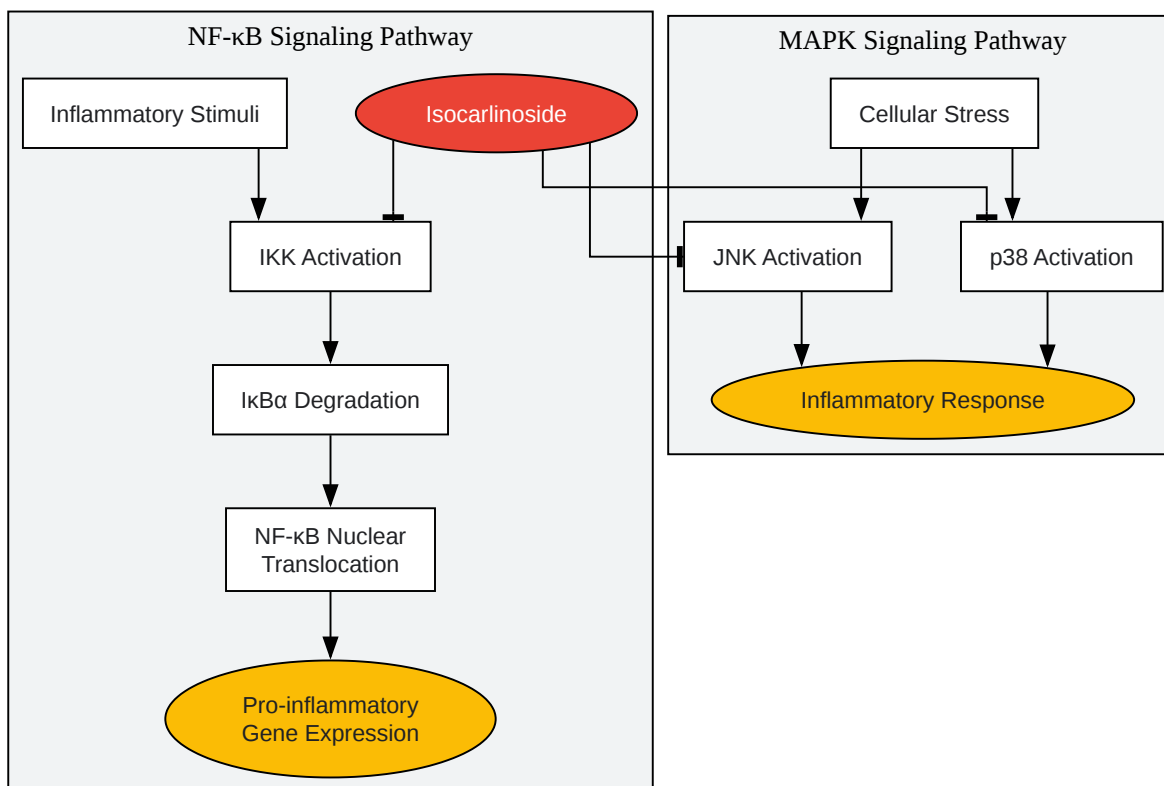 NF-κB Signaling Pathway
Inflammatory Stimuli
Isocarlinoside
IKK Activation
IκBα Degradation
NF-κB Nuclear
Translocation
Pro-inflammatory
Gene Expression
MAPK Signaling Pathway
Cellular Stress
JNK Activation
p38 Activation
Inflammatory Response